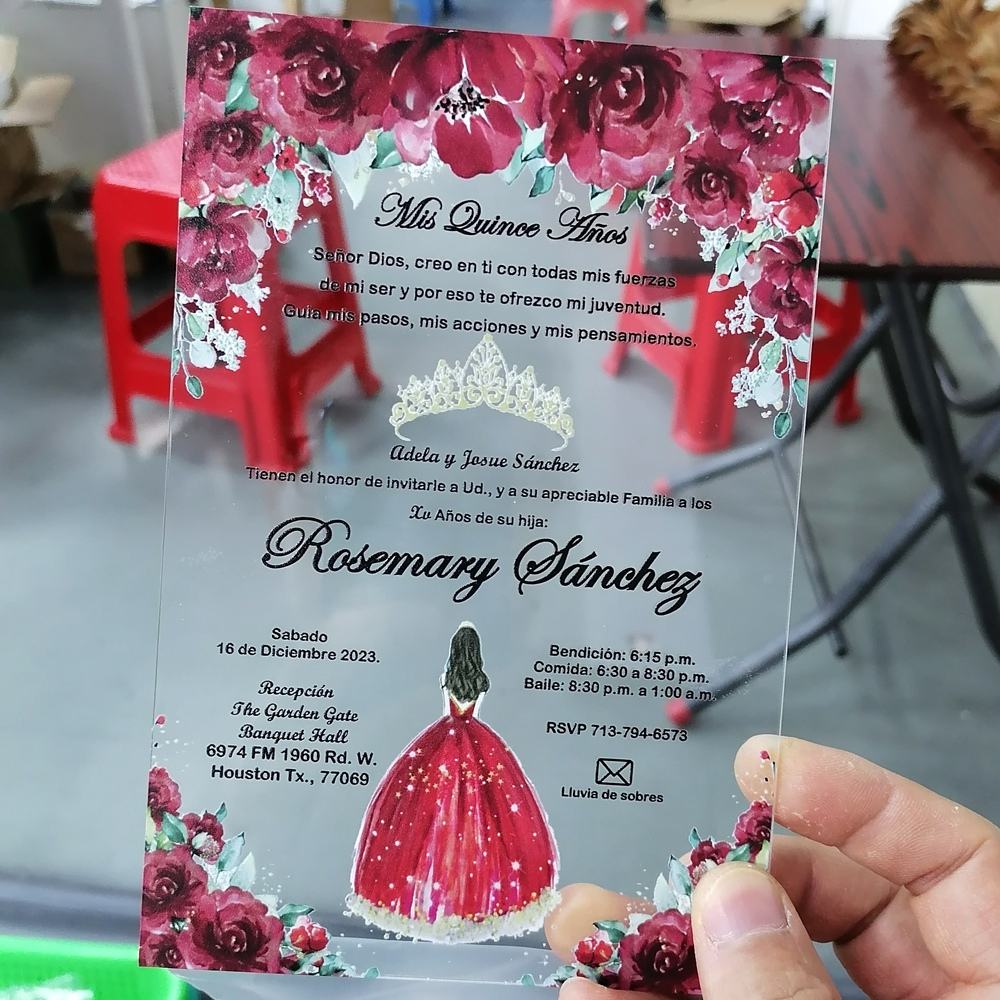 Mis Quince Años
Señor Dios, creo en ti con todas mis fuerzas
de mi ser y por eso te ofrezco mi juventud.
Guía mis pasos, mis acciones y mis pensamientos.
Adela y Josue Sánchez
Tienen el honor de invitarle a Ud., y a su apreciable Familia a los
Xv Años de su hija:
Rosemary Sánchez
Sabado
16 de Diciembre 2023.
Recepción
The Garden Gate
Banquet Hall
6974 FM 1960 Rd. W.
Houston Tx., 77069
Bendición: 6:15 p.m.
Comida: 6:30 a 8:30 p.m.
Baile: 8:30 p.m. a 1:00 a.m.
RSVP 713-794-6573
Lluvia de sobres